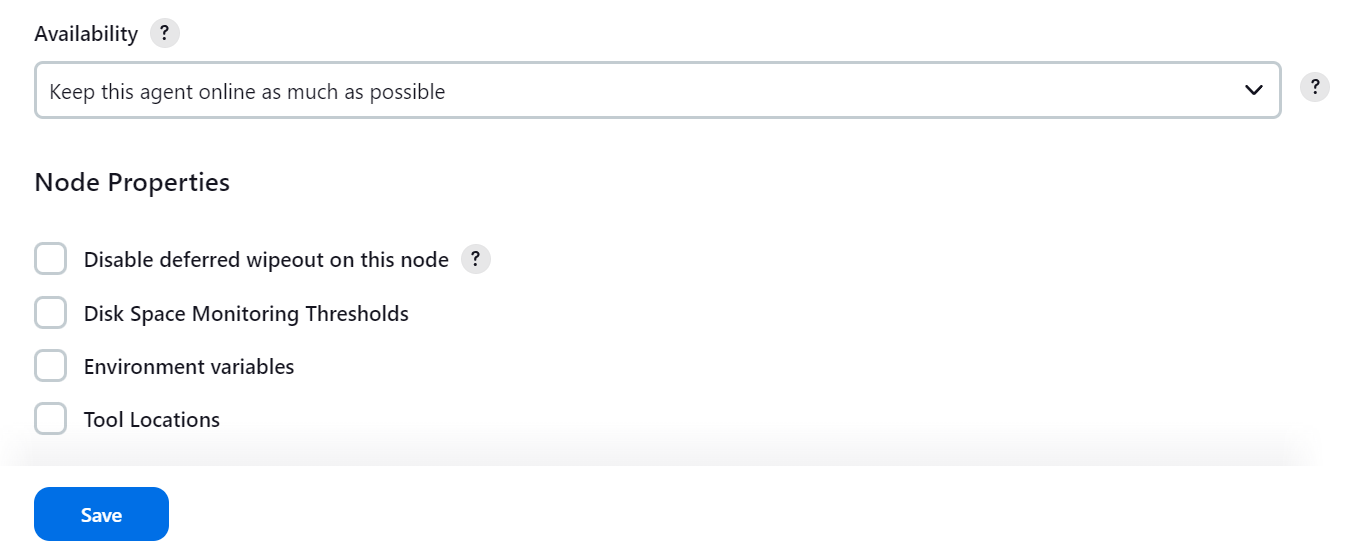 Availability ?
Keep this agent online as much as possible ?
Node Properties
Disable deferred wipeout on this node ?
Disk Space Monitoring Thresholds
Environment variables
Tool Locations
Save